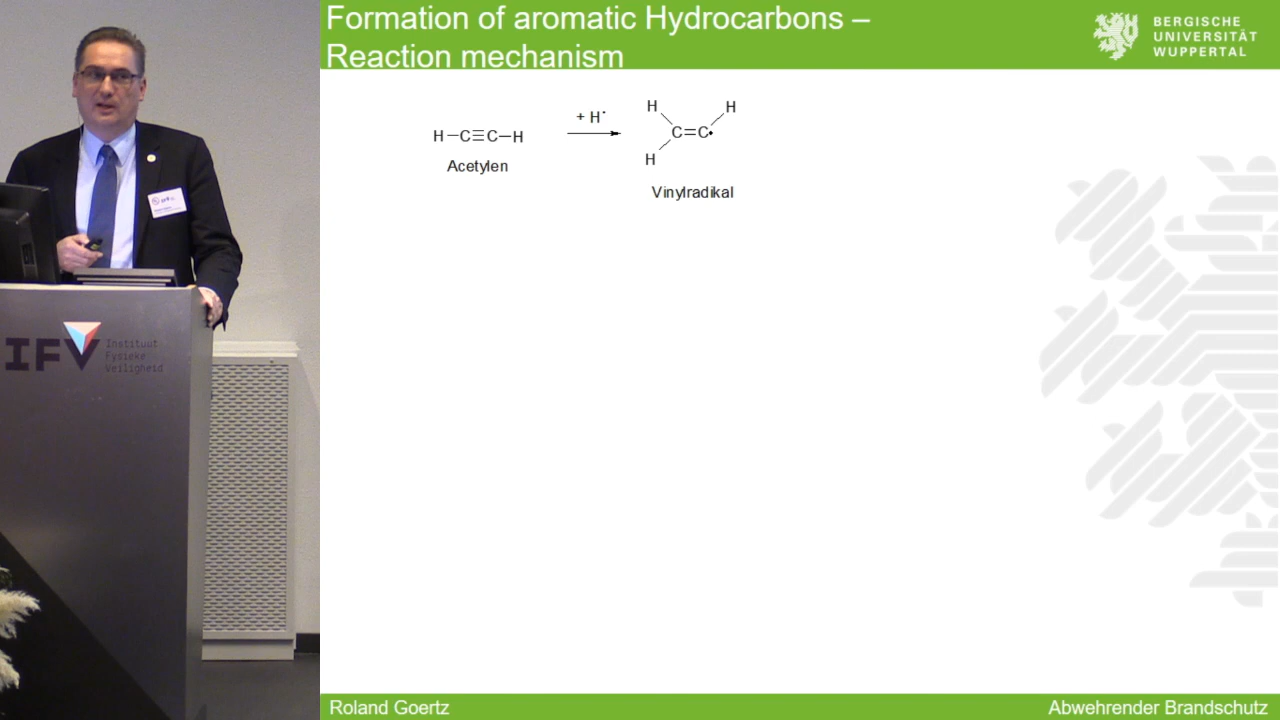 Formation of aromatic Hydrocarbons –
Reaction mechanism
BERGISCHE
UNIVERSITÄT
WUPPERTAL
H–C≡C–H
+ H•
H H
C=C•
H
Acetylen
Vinylradikal
IFV
Instituut
Fysieke
Veiligheid
Roland Goertz
Abwehrender Brandschutz